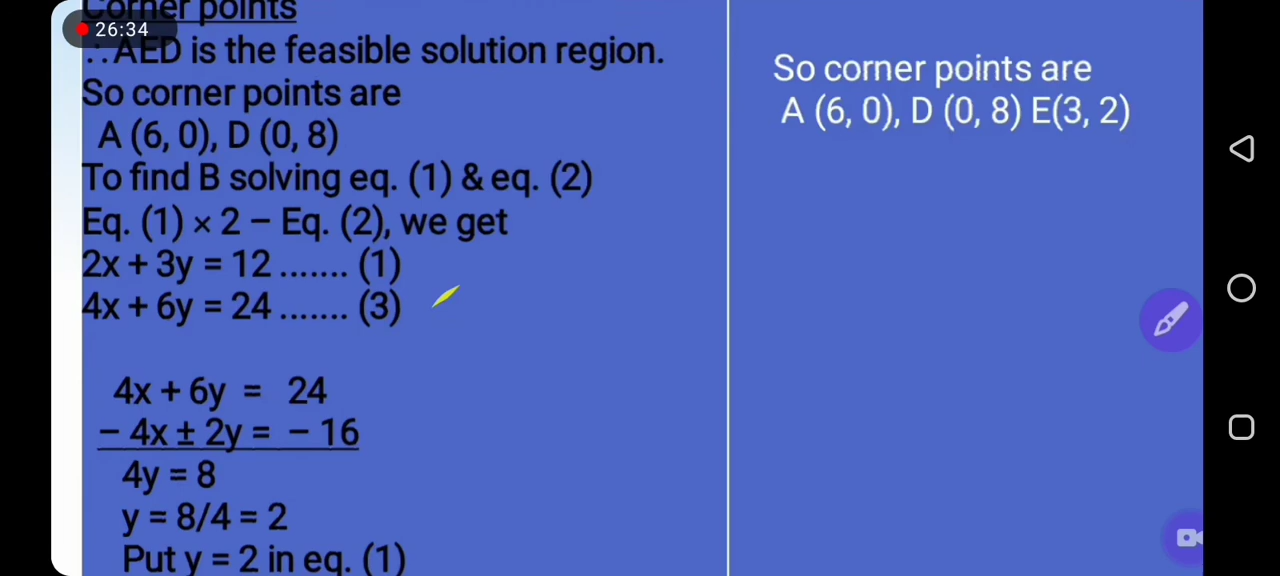 Corner points
26:34
∴ AED is the feasible solution region.
So corner points are
A (6, 0), D (0, 8)
To find B solving eq. (1) & eq. (2)
Eq. (1) × 2 – Eq. (2), we get
2x + 3y = 12 ....... (1)
4x + 6y = 24 ....... (3)
4x + 6y = 24
– 4x ± 2y = – 16
4y = 8
y = 8/4 = 2
Put y = 2 in eq. (1)
So corner points are
A (6, 0), D (0, 8) E(3, 2)